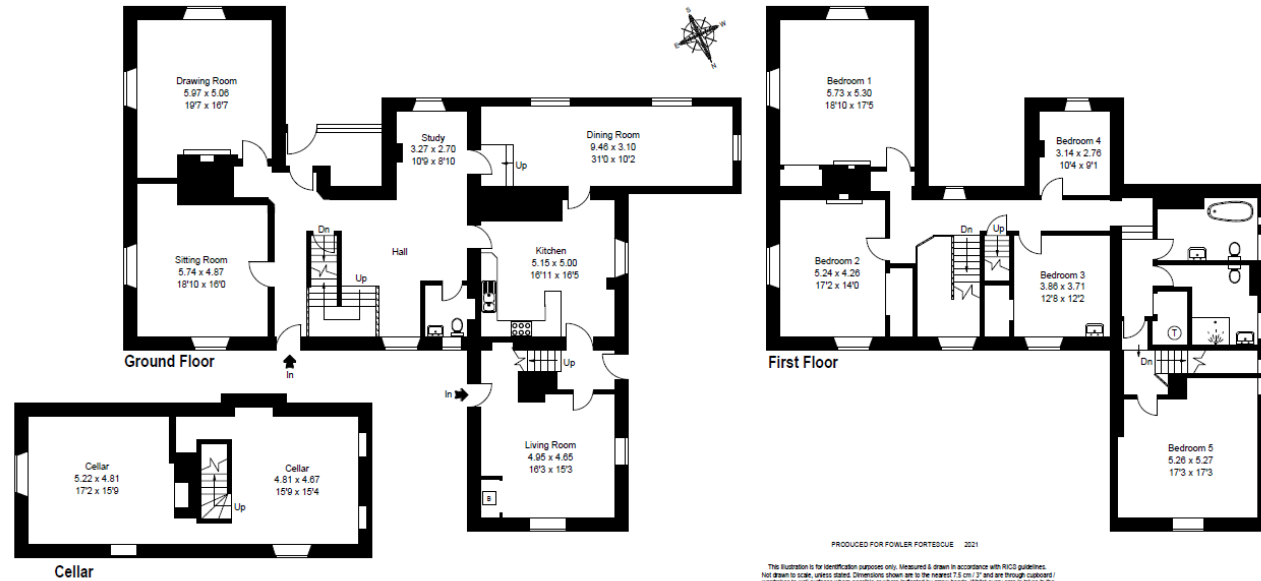 Drawing Room
5.97 x 5.06
19'7 x 16'7
Study
3.27 x 2.70
10'9 x 8'10
Dining Room
9.46 x 3.10
31'0 x 10'2
Up
S
W
E
N
Sitting Room
5.74 x 4.87
18'10 x 16'0
Dn
Hall
Up
Kitchen
5.15 x 5.00
16'11 x 16'5
Ground Floor
In
In
Up
Living Room
4.95 x 4.65
16'3 x 15'3
B
Cellar
5.22 x 4.81
17'2 x 15'9
Cellar
4.81 x 4.67
15'9 x 15'4
Up
Cellar
Bedroom 1
5.73 x 5.30
18'10 x 17'5
Bedroom 4
3.14 x 2.76
10'4 x 9'1
Dn
Up
Bedroom 2
5.24 x 4.26
17'2 x 14'0
Bedroom 3
3.86 x 3.71
12'8 x 12'2
T
Dn
First Floor
Bedroom 5
5.26 x 5.27
17'3 x 17'3
PRODUCED FOR FOWLER FORTESCUE 2021
This illustration is for identification purposes only. Measured & drawn in accordance with RICS guidelines.
Not drawn to scale, unless stated. Dimensions shown are to the nearest 7.5 cm / 3" and are through cupboard /